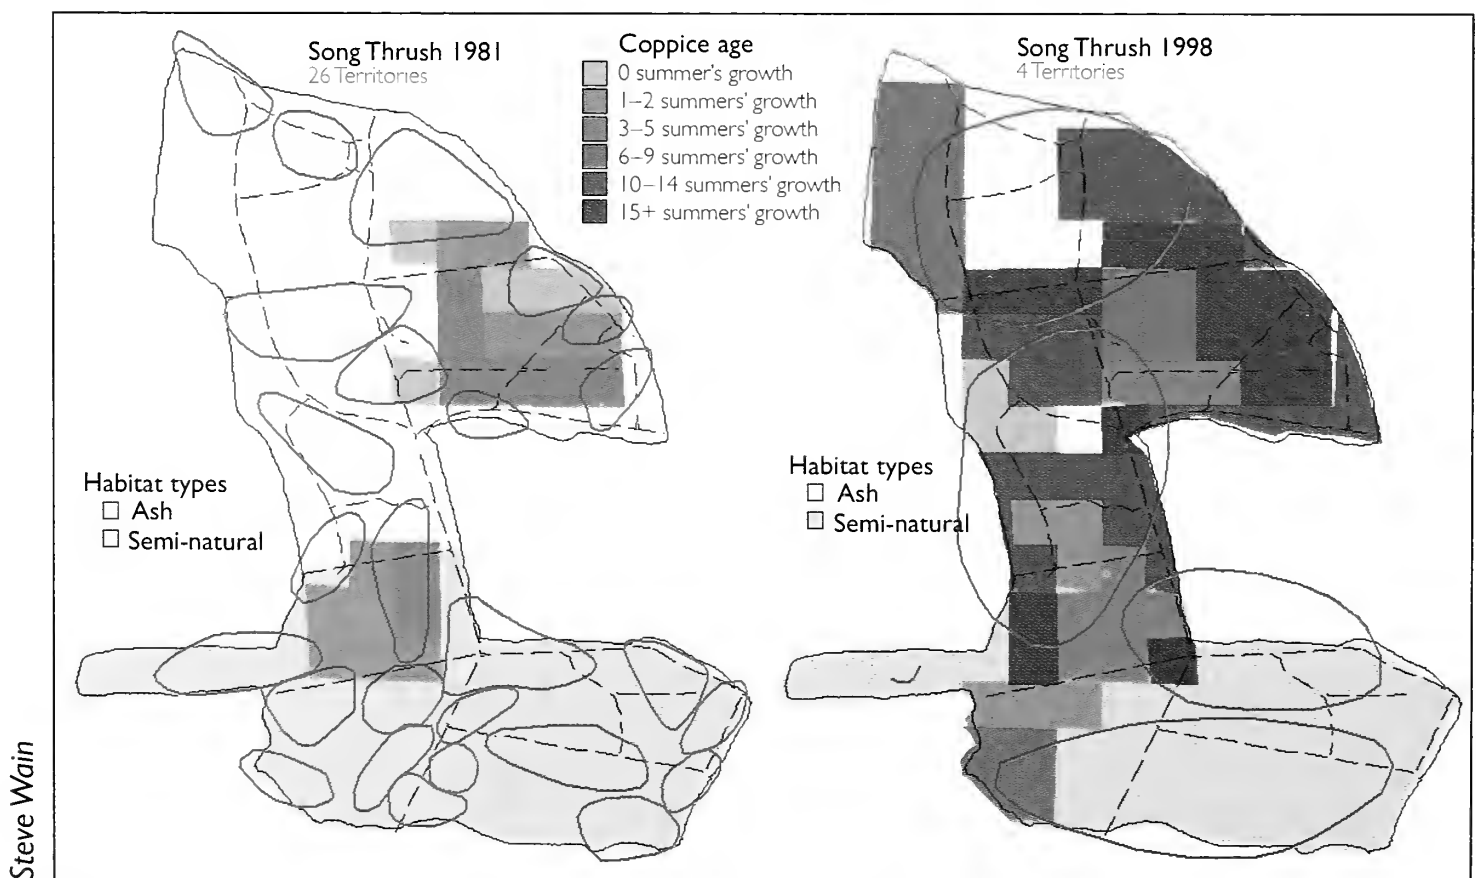 Song Thrush 1981
26 Territories
Coppice age
0 summer's growth
1–2 summers' growth
3–5 summers' growth
6–9 summers' growth
10–14 summers' growth
15+ summers' growth
Song Thrush 1998
4 Territories
Habitat types
Ash
Semi-natural
Habitat types
Ash
Semi-natural
Steve Wain